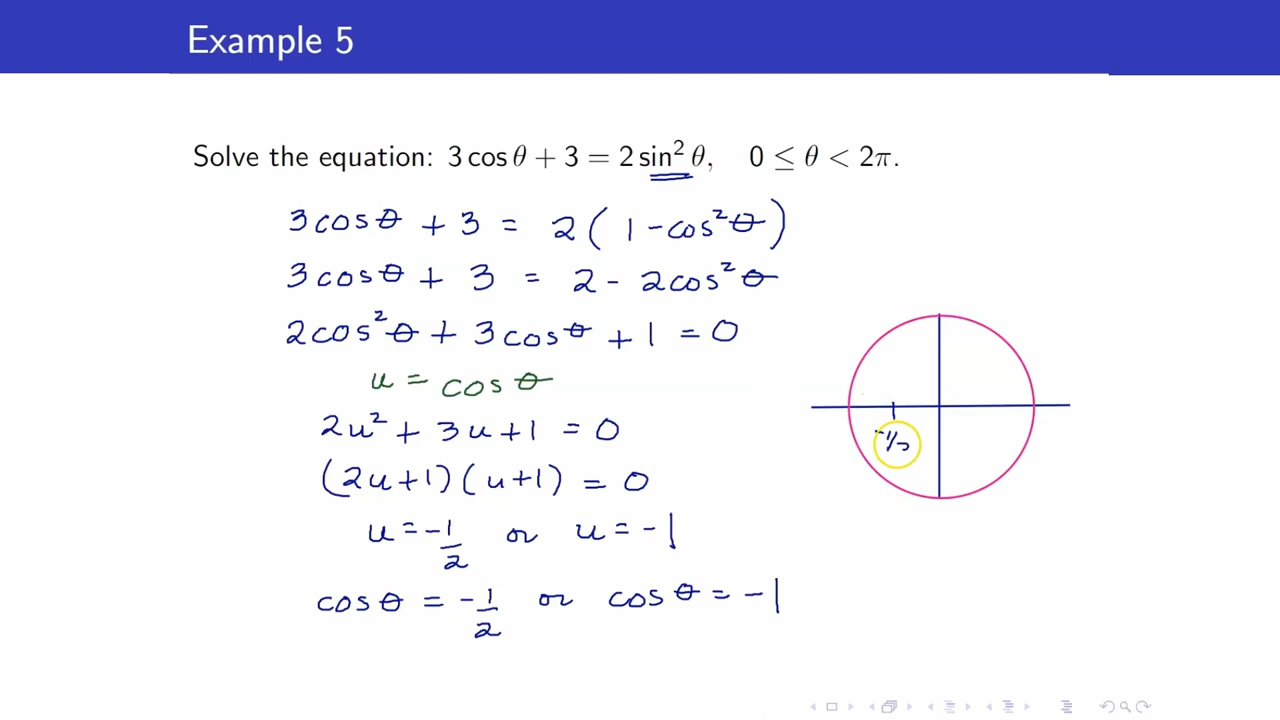 Example 5
Solve the equation: 3 cos θ + 3 = 2 sin² θ, 0 ≤ θ < 2π.
3cosθ + 3 = 2(1-cos²θ)
3cosθ + 3 = 2 - 2cos²θ
2cos²θ + 3cosθ + 1 = 0
u = cosθ
2u² + 3u + 1 = 0
(2u+1)(u+1) = 0
u = -1/2 or u = -1
cosθ = -1/2 or cosθ = -1
-1/2